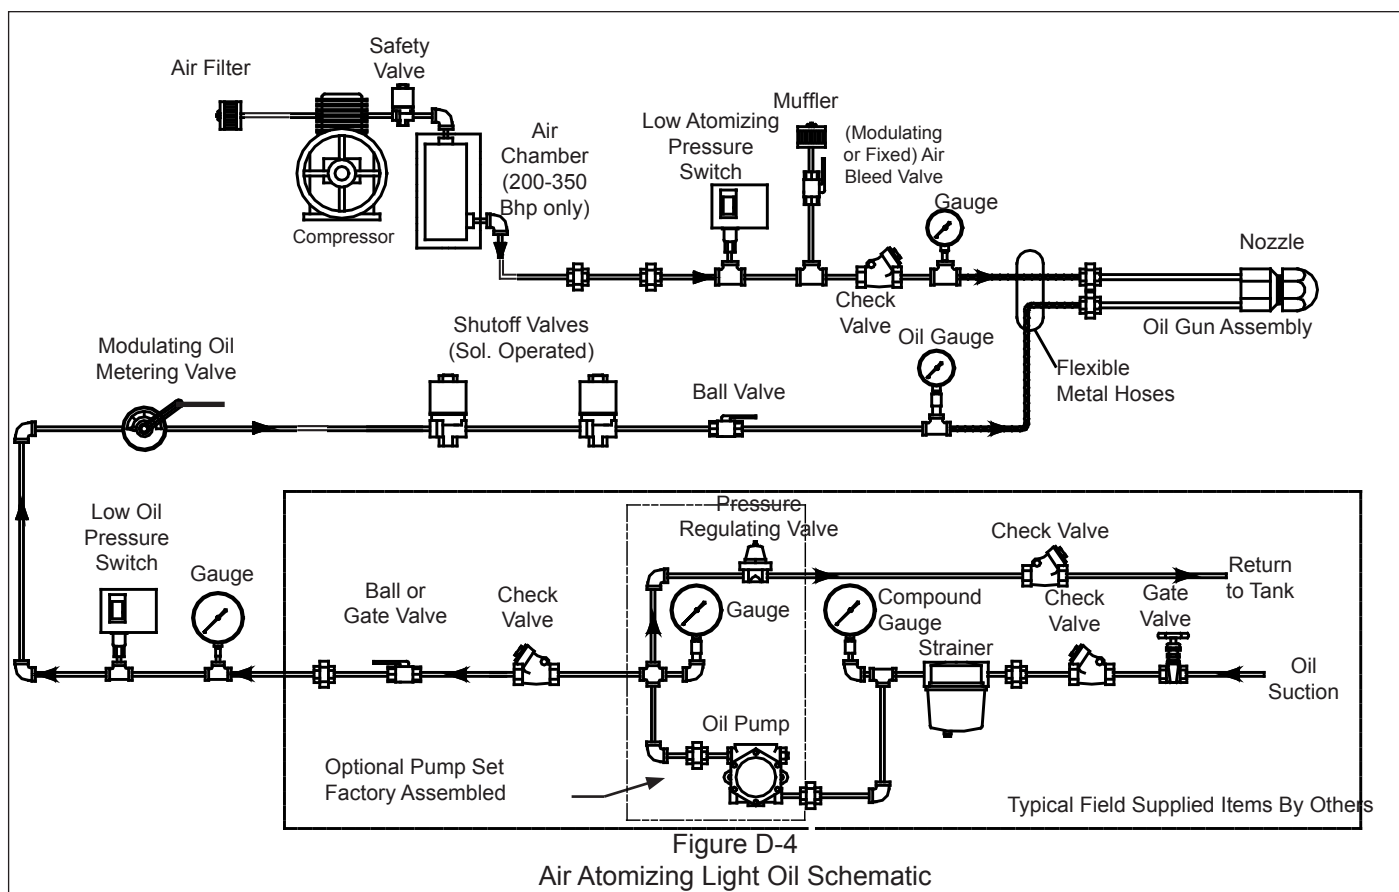 Air Filter
Safety
Valve
Compressor
Air
Chamber
(200-350
Bhp only)
Low Atomizing
Pressure
Switch
Muffler
(Modulating
or Fixed) Air
Bleed Valve
Check
Valve
Gauge
Nozzle
Oil Gun Assembly
Flexible
Metal Hoses
Modulating Oil
Metering Valve
Shutoff Valves
(Sol. Operated)
Ball Valve
Oil Gauge
Low Oil
Pressure
Switch
Gauge
Ball or
Gate Valve
Check
Valve
Pressure
Regulating Valve
Gauge
Compound
Gauge
Strainer
Check Valve
Check
Valve
Gate
Valve
Return
to Tank
Oil
Suction
Oil Pump
Optional Pump Set
Factory Assembled
Typical Field Supplied Items By Others
Figure D-4
Air Atomizing Light Oil Schematic